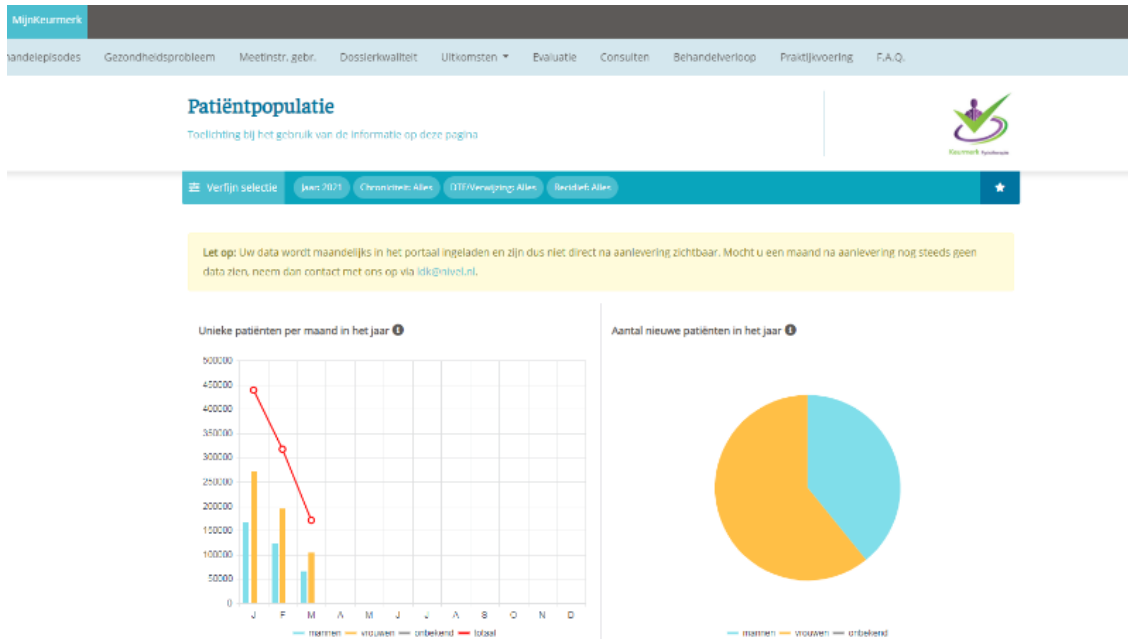 MijnKeurmerk
handelepisodes Gezondheidsprobleem Meetinstr. gebr. Dossierkwaliteit Uitkomsten Evaluatie Consulten Behandelverloop Praktijkvoering F.A.Q.
Patiëntpopulatie
Toelichting bij het gebruik van de informatie op deze pagina
Keurmerk Fysiotherapie
Verfijn selectie Jaar: 2021 Chroniciteit: Alles DTF/Verwijzing: Alles Recidief: Alles
Let op: Uw data wordt maandelijks in het portaal ingeladen en zijn dus niet direct na aanlevering zichtbaar. Mocht u een maand na aanlevering nog steeds geen
data zien, neem dan contact met ons op via idk@nivel.nl.
Unieke patiënten per maand in het jaar
Aantal nieuwe patiënten in het jaar
500000
450000
400000
350000
300000
250000
200000
150000
100000
50000
0
J F M A M J J A S O N D
mannen vrouwen onbekend totaal
mannen vrouwen onbekend